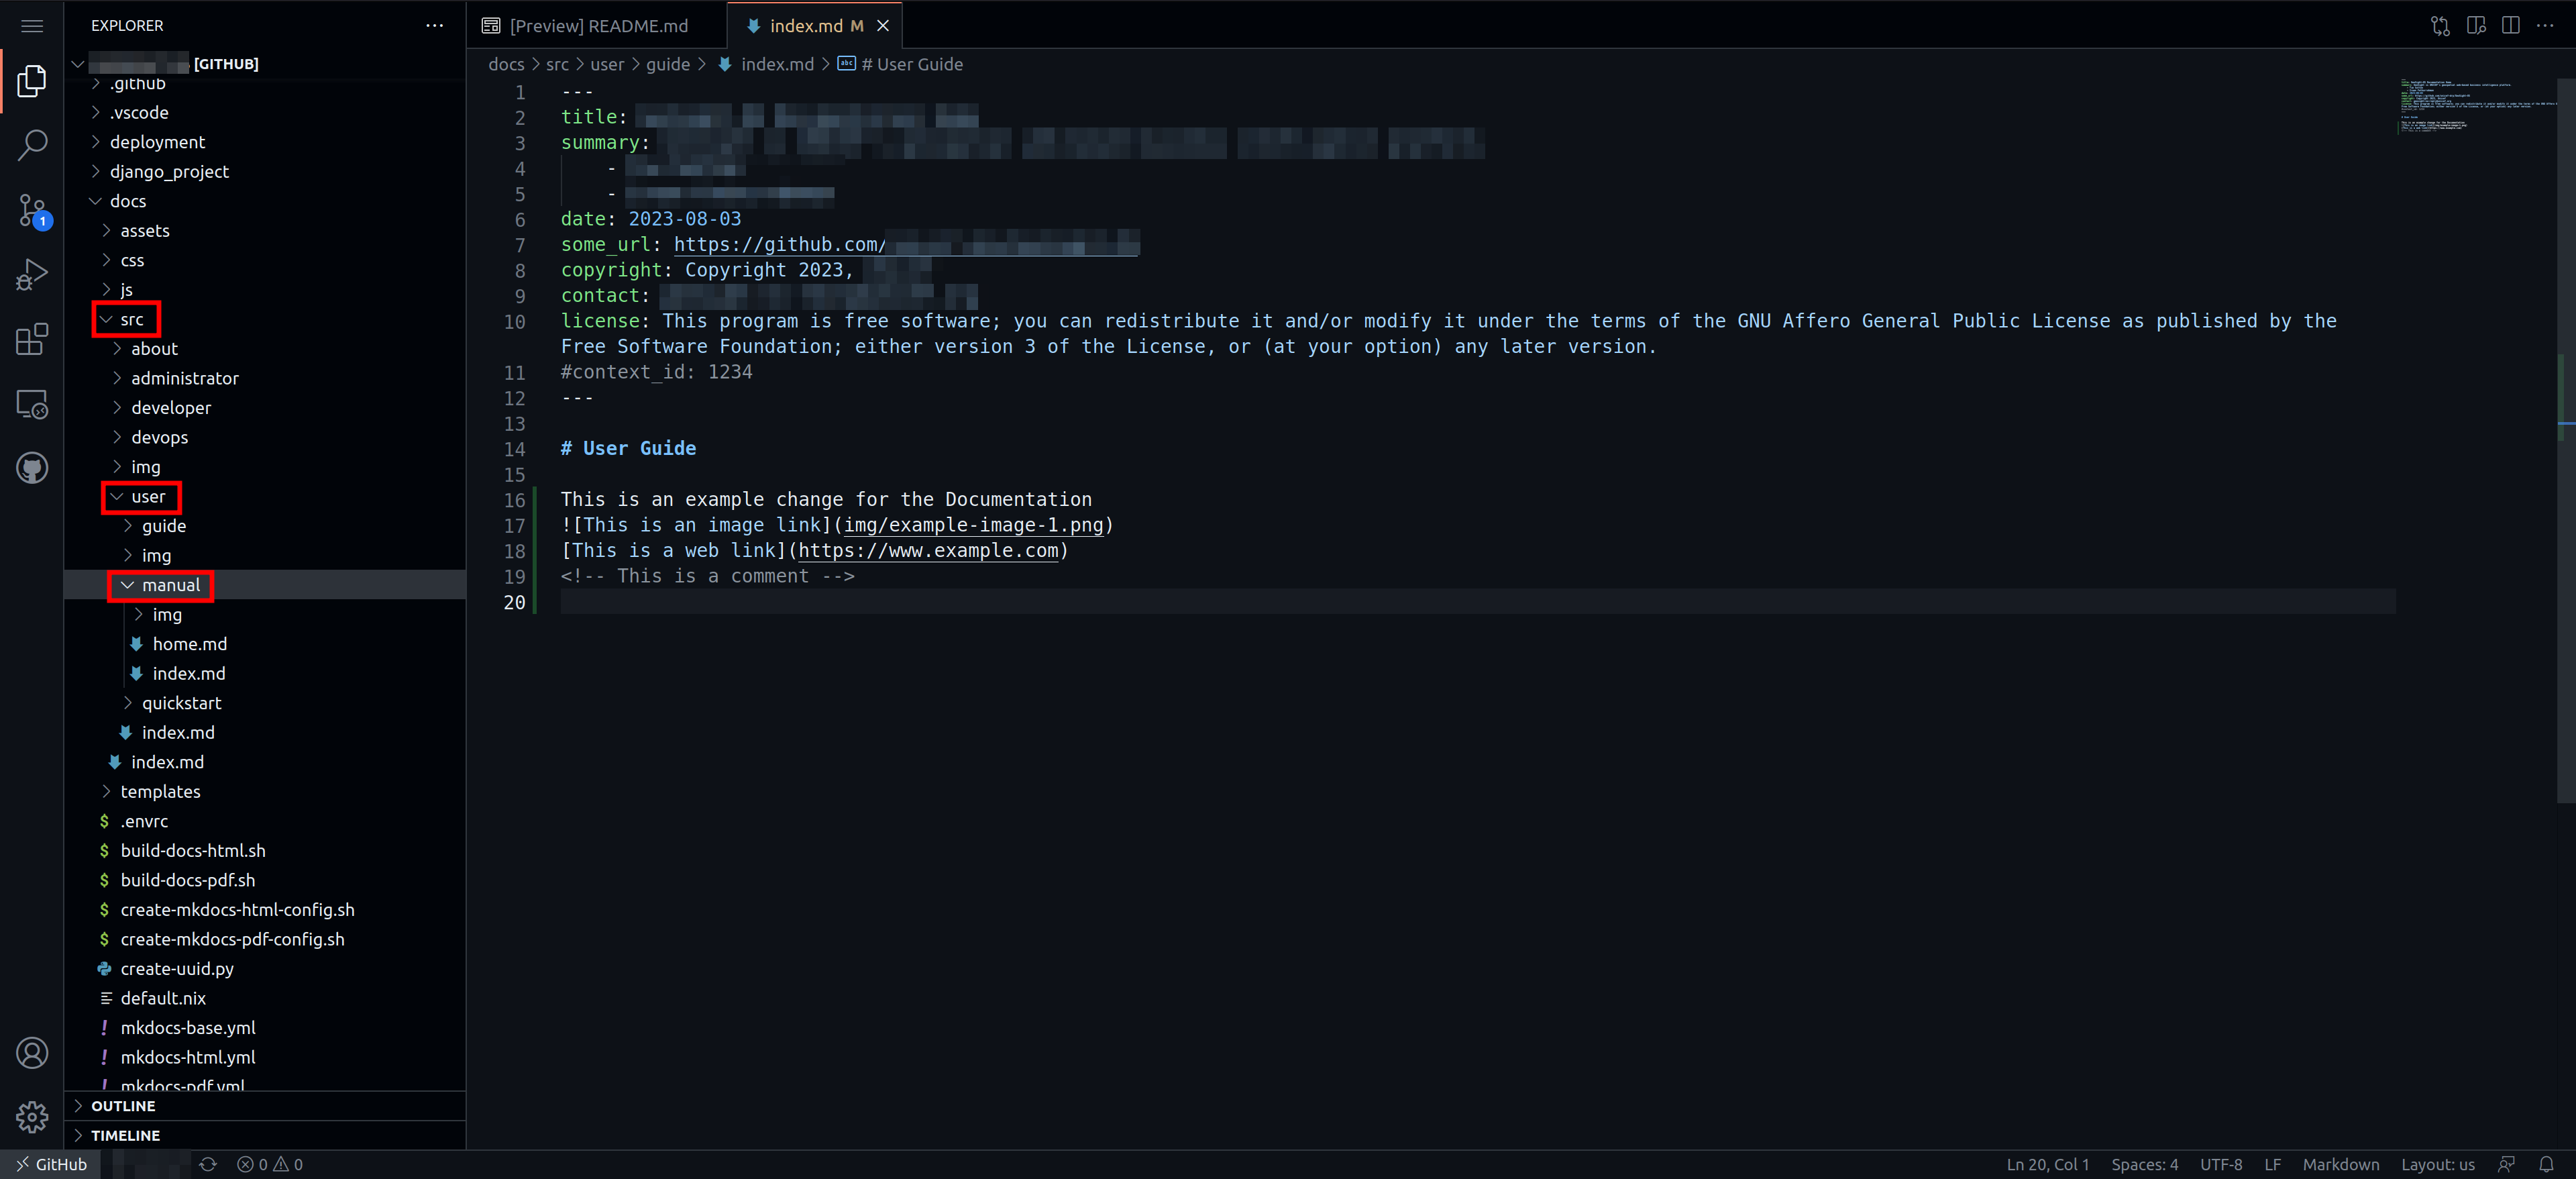 EXPLORER
[GITHUB]
.github
.vscode
deployment
django_project
docs
assets
css
js
src
about
administrator
developer
devops
img
user
guide
img
manual
img
home.md
index.md
quickstart
index.md
index.md
templates
.envrc
build-docs-html.sh
build-docs-pdf.sh
create-mkdocs-html-config.sh
create-mkdocs-pdf-config.sh
create-uuid.py
default.nix
mkdocs-base.yml
mkdocs-html.yml
mkdocs-pdf.yml
OUTLINE
TIMELINE
1
[Preview] README.md
index.md M
docs > src > user > guide > index.md > # User Guide
1 ---
2 title:
3 summary:
4 -
5 -
6 date: 2023-08-03
7 some_url: https://github.com/
8 copyright: Copyright 2023,
9 contact:
10 license: This program is free software; you can redistribute it and/or modify it under the terms of the GNU Affero General Public License as published by the
Free Software Foundation; either version 3 of the License, or (at your option) any later version.
11 #context_id: 1234
12 ---
13
14 # User Guide
15
16 This is an example change for the Documentation
17 ![This is an image link](img/example-image-1.png)
18 [This is a web link](https://www.example.com)
19 <!-- This is a comment -->
20
GitHub
0 0
Ln 20, Col 1 Spaces: 4 UTF-8 LF Markdown Layout: us